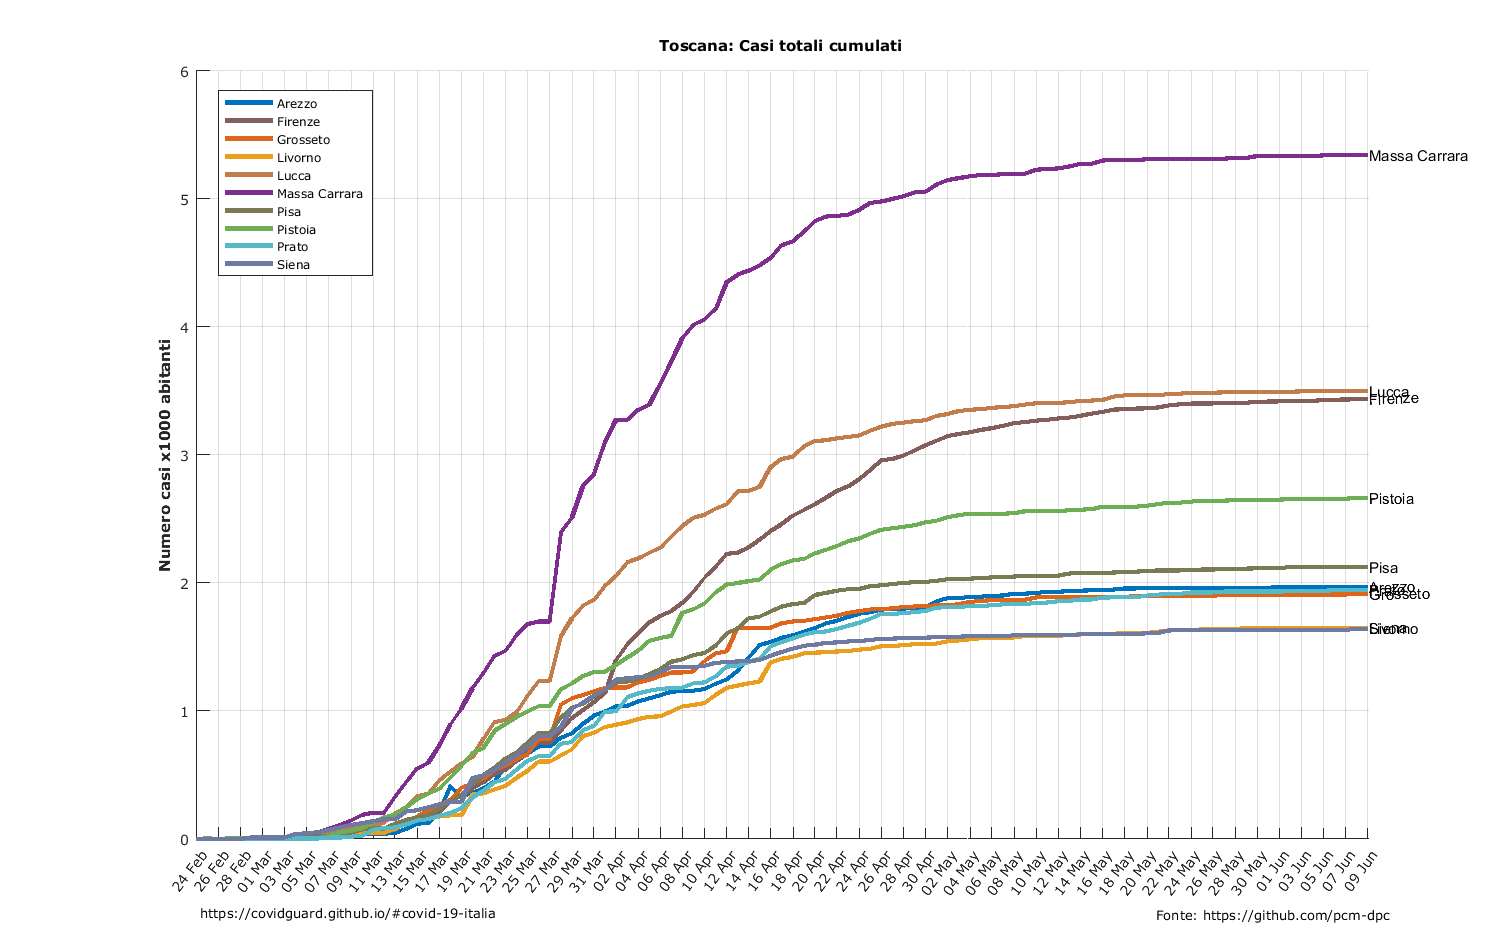 Toscana: Casi totali cumulati
Numero casi x1000 abitanti
6
5
4
3
2
1
0
Arezzo
Firenze
Grosseto
Livorno
Lucca
Massa Carrara
Pisa
Pistoia
Prato
Siena
Massa Carrara
Lucca
Firenze
Pistoia
Pisa
Arezzo
Grosseto
Livorno
24 Feb
26 Feb
28 Feb
01 Mar
03 Mar
05 Mar
07 Mar
09 Mar
11 Mar
13 Mar
15 Mar
17 Mar
19 Mar
21 Mar
23 Mar
25 Mar
27 Mar
29 Mar
31 Mar
02 Apr
04 Apr
06 Apr
08 Apr
10 Apr
12 Apr
14 Apr
16 Apr
18 Apr
20 Apr
22 Apr
24 Apr
26 Apr
28 Apr
30 Apr
02 May
04 May
06 May
08 May
10 May
12 May
14 May
16 May
18 May
20 May
22 May
24 May
26 May
28 May
30 May
01 Jun
03 Jun
05 Jun
07 Jun
09 Jun
https://covidguard.github.io/#covid-19-italia
Fonte: https://github.com/pcm-dpc